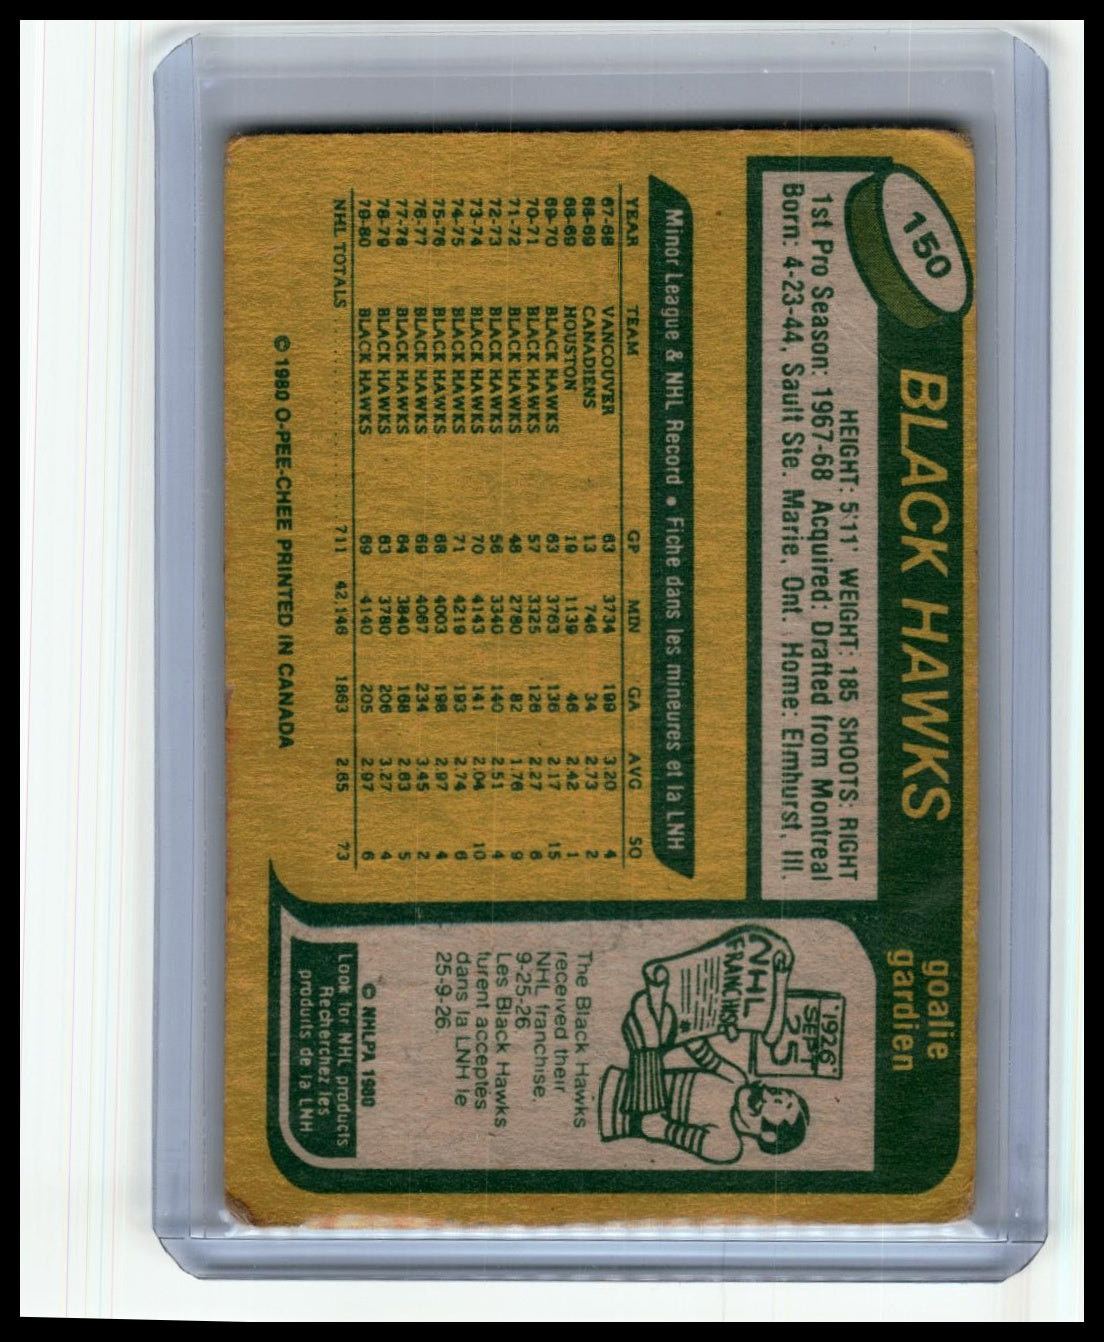 150
BLACK HAWKS
goalie
gardien
HEIGHT: 5'11" WEIGHT: 185 SHOOTS: RIGHT
1st Pro Season: 1967-68 Acquired: Drafted from Montreal
Born: 4-23-44, Sault Ste. Marie, Ont. Home: Elmhurst, Ill.
Minor League & NHL Record • Fiche dans les mineures et la LNH
YEAR TEAM GP MIN GA AVG SO
67-68 VANCOUVER 63 3734 199 3.20 4
68-69 CANADIENS 13 746 34 2.73 2
68-69 HOUSTON 19 1139 46 2.42 1
69-70 BLACK HAWKS 63 3763 136 2.17 15
70-71 BLACK HAWKS 57 3325 126 2.27 6
71-72 BLACK HAWKS 48 2780 82 1.76 9
72-73 BLACK HAWKS 56 3340 140 2.51 4
73-74 BLACK HAWKS 70 4143 141 2.04 10
74-75 BLACK HAWKS 71 4219 193 2.74 6
75-76 BLACK HAWKS 68 4003 198 2.97 4
76-77 BLACK HAWKS 69 4067 234 3.45 2
77-78 BLACK HAWKS 64 3840 168 2.63 5
78-79 BLACK HAWKS 63 3780 206 3.27 4
79-80 BLACK HAWKS 69 4140 205 2.97 6
NHL TOTALS 711 42,146 1863 2.65 73
© 1980 O-PEE-CHEE PRINTED IN CANADA
1926
SEPT
25
NHL
FRANCHISE
The Black Hawks
received their
NHL franchise.
9-25-26
Les Black Hawks
furent acceptés
dans la LNH le
25-9-26.
© NHLPA 1980
Look for NHL products
Recherchez les
produits de la LNH